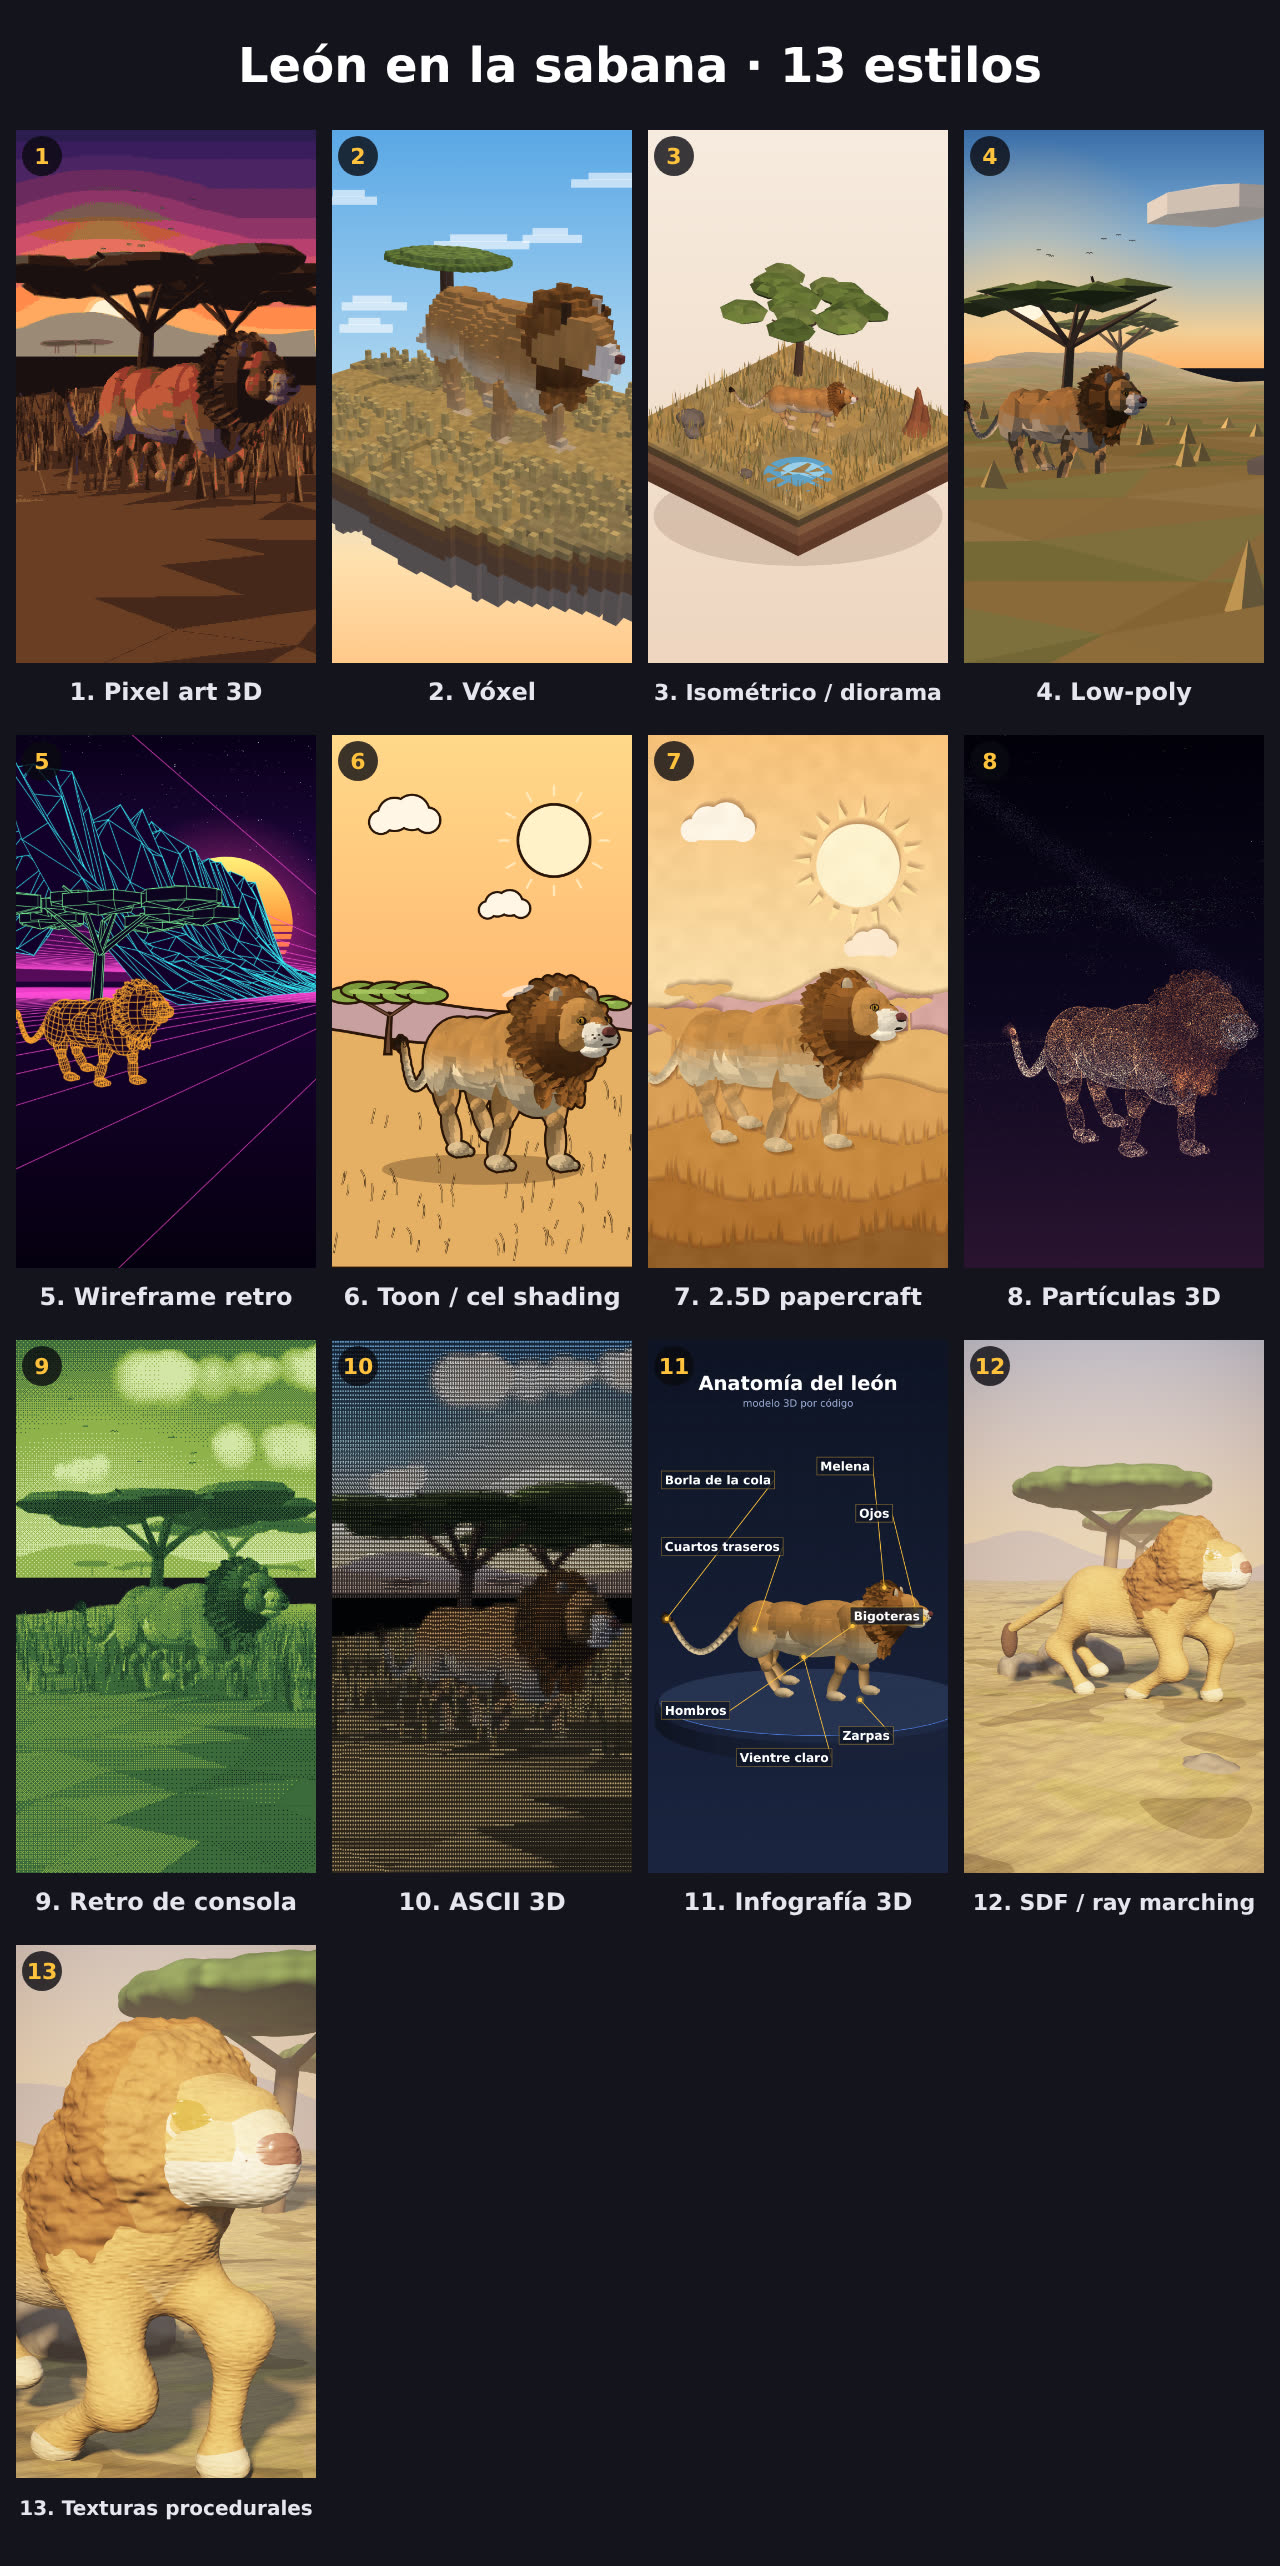 León en la sabana · 13 estilos
1
2
3
4
1. Pixel art 3D
2. Vóxel
3. Isométrico / diorama
4. Low-poly
5
6
7
8
5. Wireframe retro
6. Toon / cel shading
7. 2.5D papercraft
8. Partículas 3D
9
10
11
12
Anatomía del león
modelo 3D por código
Melena
Borla de la cola
Ojos
Cuartos traseros
Bigoteras
Hombros
Zarpas
Vientre claro
9. Retro de consola
10. ASCII 3D
11. Infografía 3D
12. SDF / ray marching
13
13. Texturas procedurales